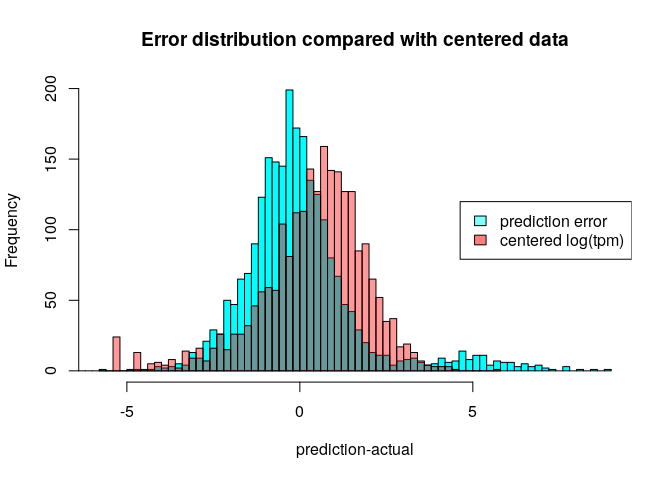 Error distribution compared with centered data
200
150
100
50
0
Frequency
prediction error
centered log(tpm)
-5
0
5
prediction-actual